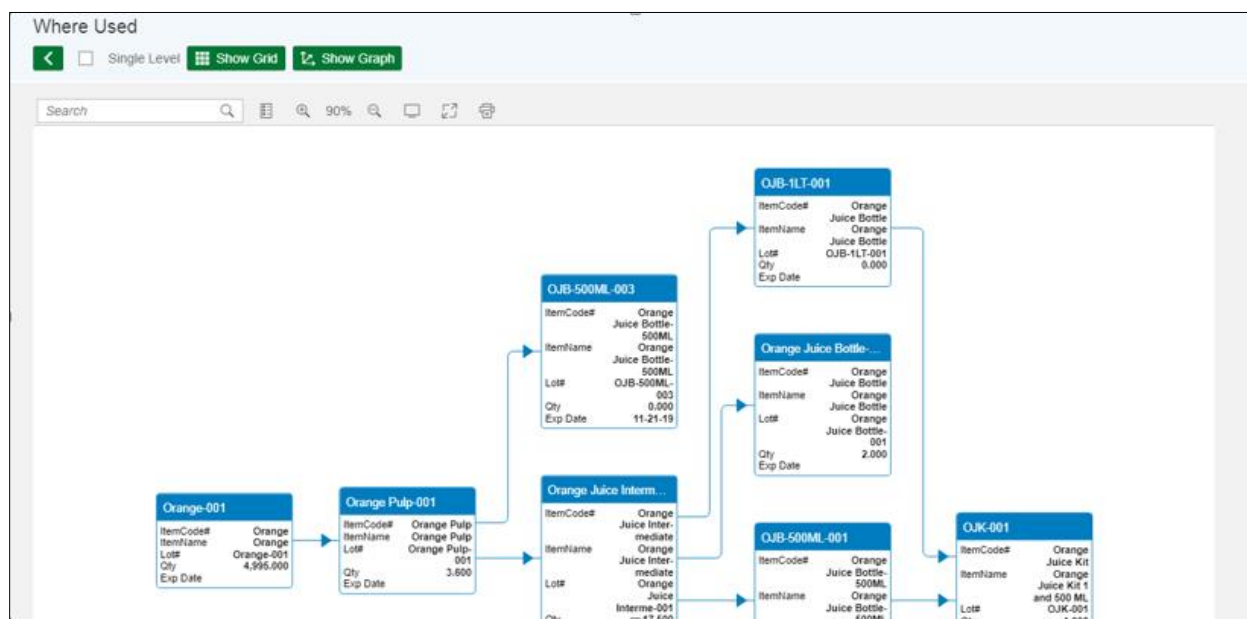 Where Used
Single Level Show Grid Show Graph
Search 90%
OJB-1LT-001
ItemCode# Orange
Juice Bottle
ItemName Orange
Juice Bottle
Lot# OJB-1LT-001
Qty 0.000
Exp Date
OJB-500ML-003
ItemCode# Orange
Juice Bottle-
500ML
ItemName Orange
Juice Bottle-
500ML
Lot# OJB-500ML-
003
Qty 0.000
Exp Date 11-21-19
Orange Juice Bottle-...
ItemCode# Orange
Juice Bottle
ItemName Orange
Juice Bottle
Lot# Orange
Juice Bottle-
001
Qty 2.000
Exp Date
Orange-001
ItemCode# Orange
ItemName Orange
Lot# Orange-001
Qty 4,995.000
Exp Date
Orange Pulp-001
ItemCode# Orange Pulp
ItemName Orange Pulp
Lot# Orange Pulp-
001
Qty 3.600
Exp Date
Orange Juice Interm...
ItemCode# Orange
Juice Inter-
mediate
ItemName Orange
Juice Inter-
mediate
Lot# Orange
Juice
Interme-001
OJB-500ML-001
ItemCode# Orange
Juice Bottle-
500ML
ItemName Orange
Juice Bottle-
500ML
OJK-001
ItemCode# Orange
Juice Kit
ItemName Orange
Juice Kit 1
and 500 ML
Lot# OJK-001